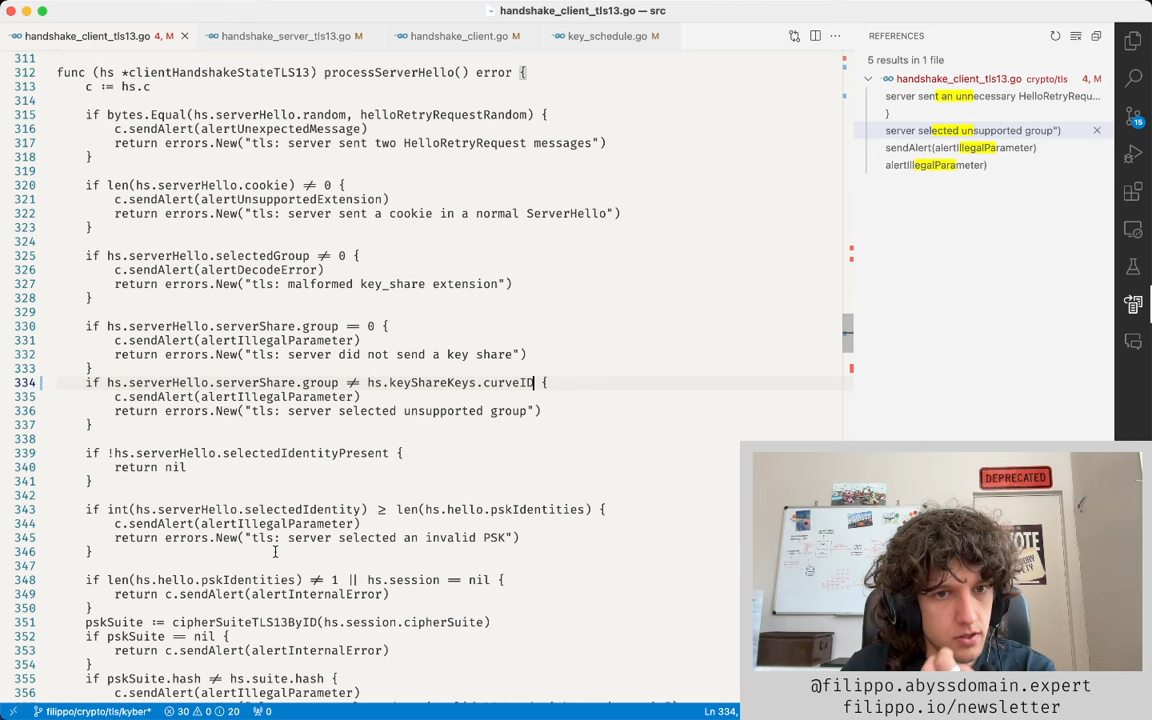 handshake_client_tls13.go — src
handshake_client_tls13.go 4, M
handshake_server_tls13.go M
handshake_client.go M
key_schedule.go M
REFERENCES
5 results in 1 file
handshake_client_tls13.go crypto/tls 4, M
server sent an unnecessary HelloRetryRequ...
}
server selected unsupported group")
sendAlert(alertIllegalParameter)
alertIllegalParameter)
15
311
312 func (hs *clientHandshakeStateTLS13) processServerHello() error {
313 c := hs.c
314
315 if bytes.Equal(hs.serverHello.random, helloRetryRequestRandom) {
316 c.sendAlert(alertUnexpectedMessage)
317 return errors.New("tls: server sent two HelloRetryRequest messages")
318 }
319
320 if len(hs.serverHello.cookie) ≠ 0 {
321 c.sendAlert(alertUnsupportedExtension)
322 return errors.New("tls: server sent a cookie in a normal ServerHello")
323 }
324
325 if hs.serverHello.selectedGroup ≠ 0 {
326 c.sendAlert(alertDecodeError)
327 return errors.New("tls: malformed key_share extension")
328 }
329
330 if hs.serverHello.serverShare.group == 0 {
331 c.sendAlert(alertIllegalParameter)
332 return errors.New("tls: server did not send a key share")
333 }
334 if hs.serverHello.serverShare.group ≠ hs.keyShareKeys.curveID {
335 c.sendAlert(alertIllegalParameter)
336 return errors.New("tls: server selected unsupported group")
337 }
338
339 if !hs.serverHello.selectedIdentityPresent {
340 return nil
341 }
342
343 if int(hs.serverHello.selectedIdentity) ≥ len(hs.hello.pskIdentities) {
344 c.sendAlert(alertIllegalParameter)
345 return errors.New("tls: server selected an invalid PSK")
346 }
347
348 if len(hs.hello.pskIdentities) ≠ 1 || hs.session == nil {
349 return c.sendAlert(alertInternalError)
350 }
351 pskSuite := cipherSuiteTLS13ByID(hs.session.cipherSuite)
352 if pskSuite == nil {
353 return c.sendAlert(alertInternalError)
354 }
355 if pskSuite.hash ≠ hs.suite.hash {
356 c.sendAlert(alertIllegalParameter)
filippo/crypto/tls/kyber* 30 0 20 0
Ln 334,
DEPRECATED
@filippo.abyssdomain.expert
filippo.io/newsletter